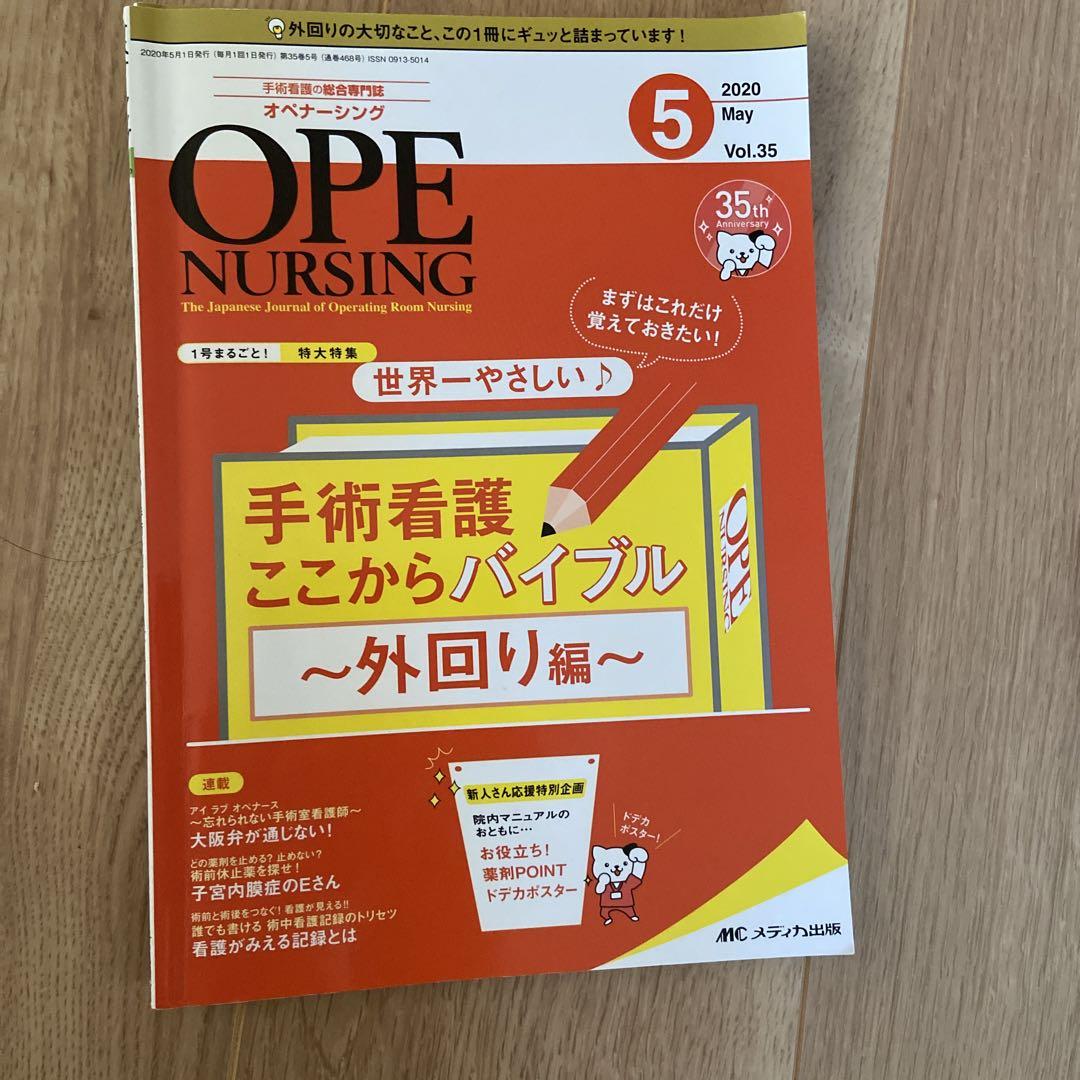 外回りの大切なこと、この1冊にギュッと詰まっています!
2020年5月1日発行（毎月1回1日発行）第35巻5号（通巻468号）ISSN 0913-5014
手術看護の総合専門誌
オペナーシング
OPE
NURSING
The Japanese Journal of Operating Room Nursing
5
2020
May
Vol.35
35th
Anniversary
まずはこれだけ
覚えておきたい!
1号まるごと!
特大特集
世界一やさしい♪
手術看護
ここからバイブル
〜外回り編〜
OPE
NURSING
連載
アイ ラブ オペナース
〜忘れられない手術室看護師〜
大阪弁が通じない!
どの薬剤を止める? 止めない?
術前休止薬を探せ!
子宮内膜症のEさん
術前と術後をつなぐ! 看護が見える!!
誰でも書ける 術中看護記録のトリセツ
看護がみえる記録とは
新人さん応援特別企画
院内マニュアルの
おともに…
お役立ち!
薬剤POINT
ドデカポスター
ドデカ
ポスター!
MC メディカ出版